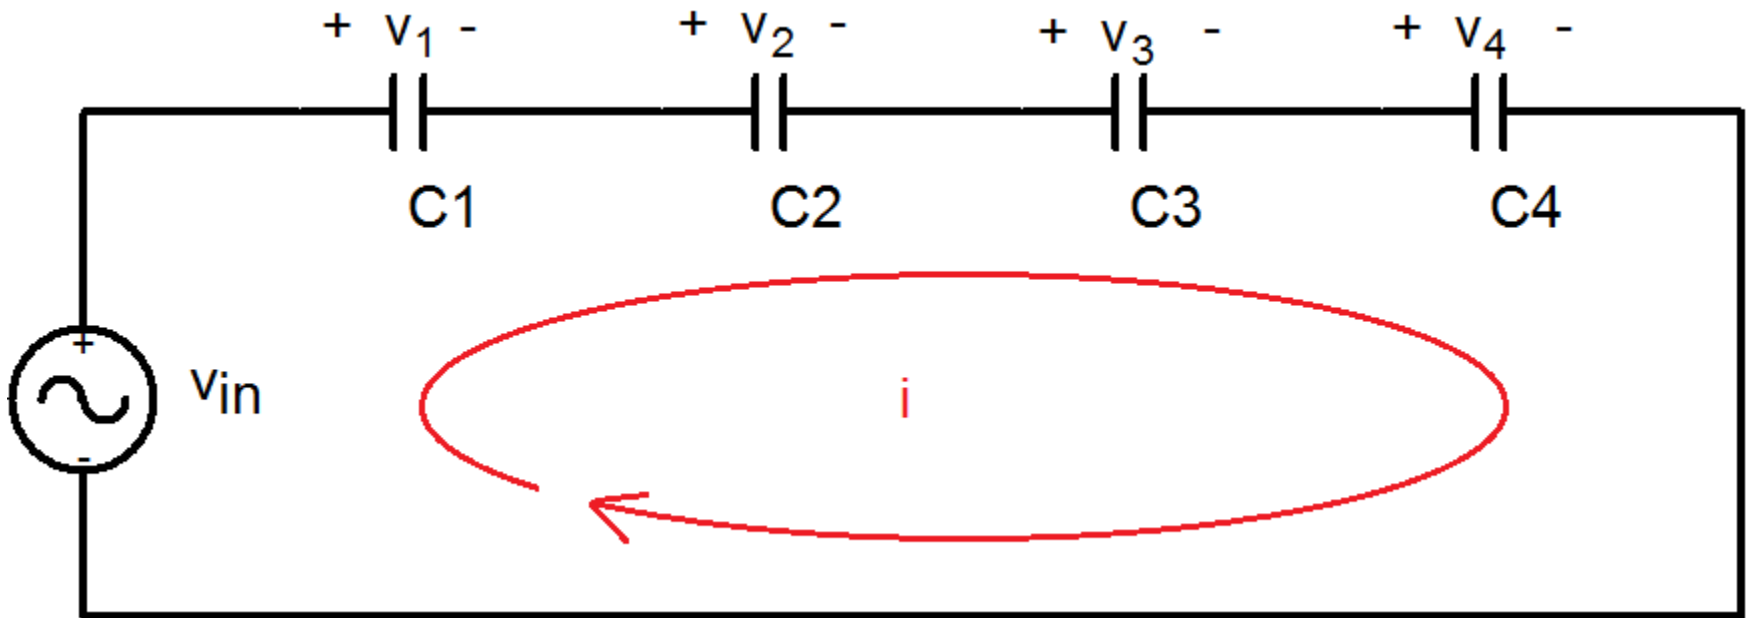 + v₁ - + v₂ - + v₃ - + v₄ -
C1 C2 C3 C4
+
vin
i
-